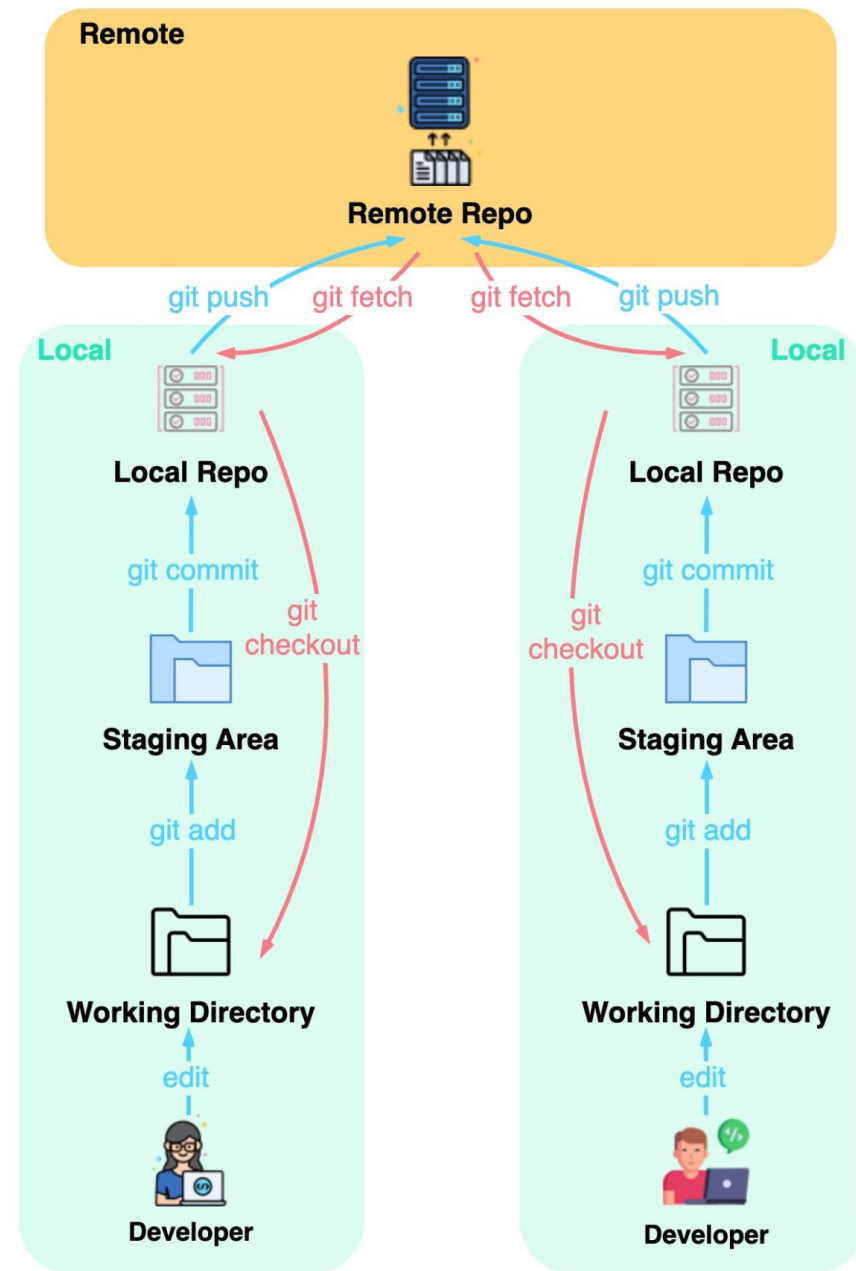 Remote
Remote Repo
git push
git fetch
git fetch
git push
Local
Local
Local Repo
Local Repo
git commit
git commit
git
checkout
git
checkout
Staging Area
Staging Area
git add
git add
Working Directory
Working Directory
edit
edit
Developer
Developer